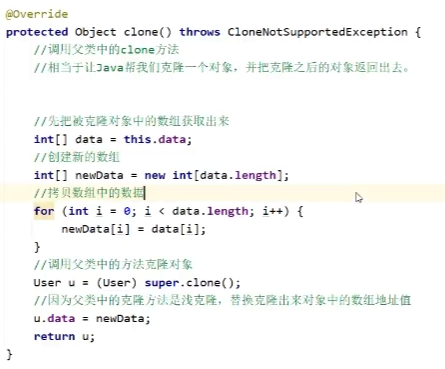 @Override
protected Object clone() throws CloneNotSupportedException {
//调用父类中的clone方法
//相当于让Java帮我们克隆一个对象，并把克隆之后的对象返回出去。
//先把被克隆对象中的数组获取出来
int[] data = this.data;
//创建新的数组
int[] newData = new int[data.length];
//拷贝数组中的数据
for (int i = 0; i < data.length; i++) {
newData[i] = data[i];
}
//调用父类中的方法克隆对象
User u = (User) super.clone();
//因为父类中的克隆方法是浅克隆，替换克隆出来对象中的数组地址值
u.data = newData;
return u;
}